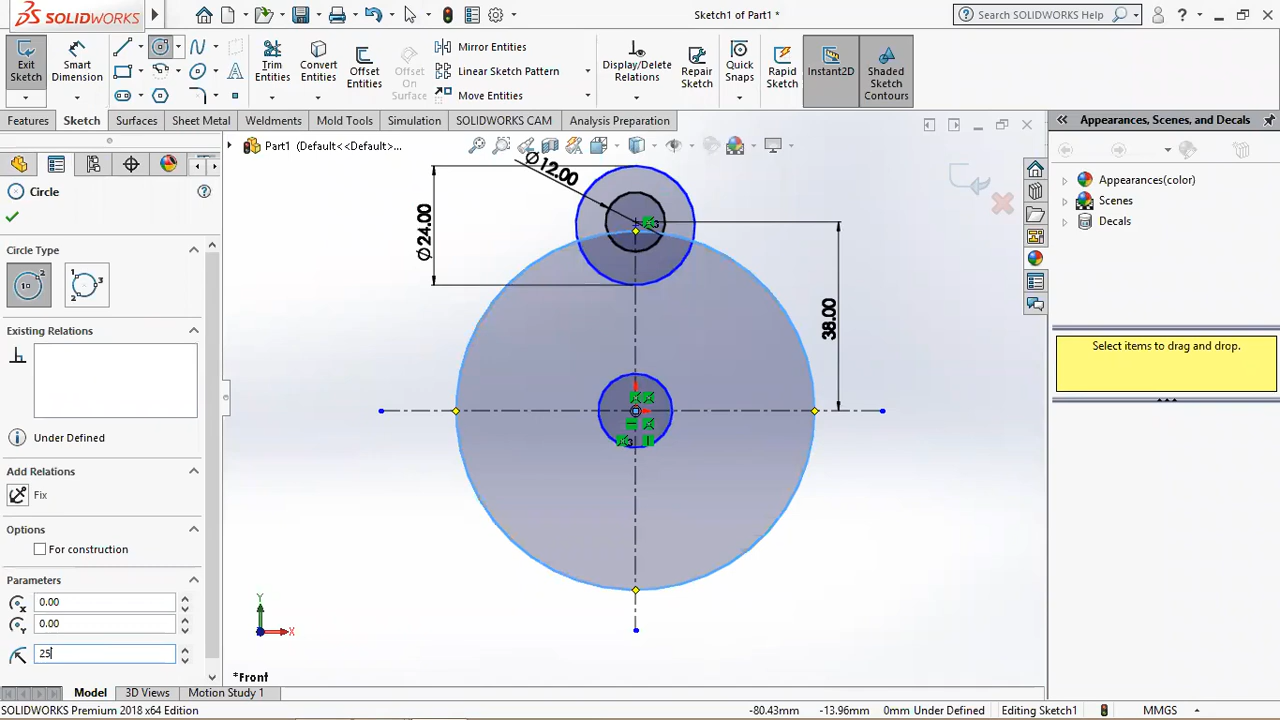 SOLIDWORKS
Sketch1 of Part1 *
Search SOLIDWORKS Help
?
Exit Sketch
Smart Dimension
Trim Entities
Convert Entities
Offset Entities
Offset On Surface
Mirror Entities
Linear Sketch Pattern
Move Entities
Display/Delete Relations
Repair Sketch
Quick Snaps
Rapid Sketch
Instant2D
Shaded Sketch Contours
Features
Sketch
Surfaces
Sheet Metal
Weldments
Mold Tools
Simulation
SOLIDWORKS CAM
Analysis Preparation
Part1 (Default<<Default>...
Appearances, Scenes, and Decals
Appearances(color)
Scenes
Decals
Select items to drag and drop.
Circle
?
Circle Type
Existing Relations
Under Defined
Add Relations
Fix
Options
For construction
Parameters
0.00
0.00
25
Ø12.00
Ø24.00
38.00
Y
X
*Front
Model
3D Views
Motion Study 1
SOLIDWORKS Premium 2018 x64 Edition
-80.43mm
-13.96mm
0mm
Under Defined
Editing Sketch1
MMGS